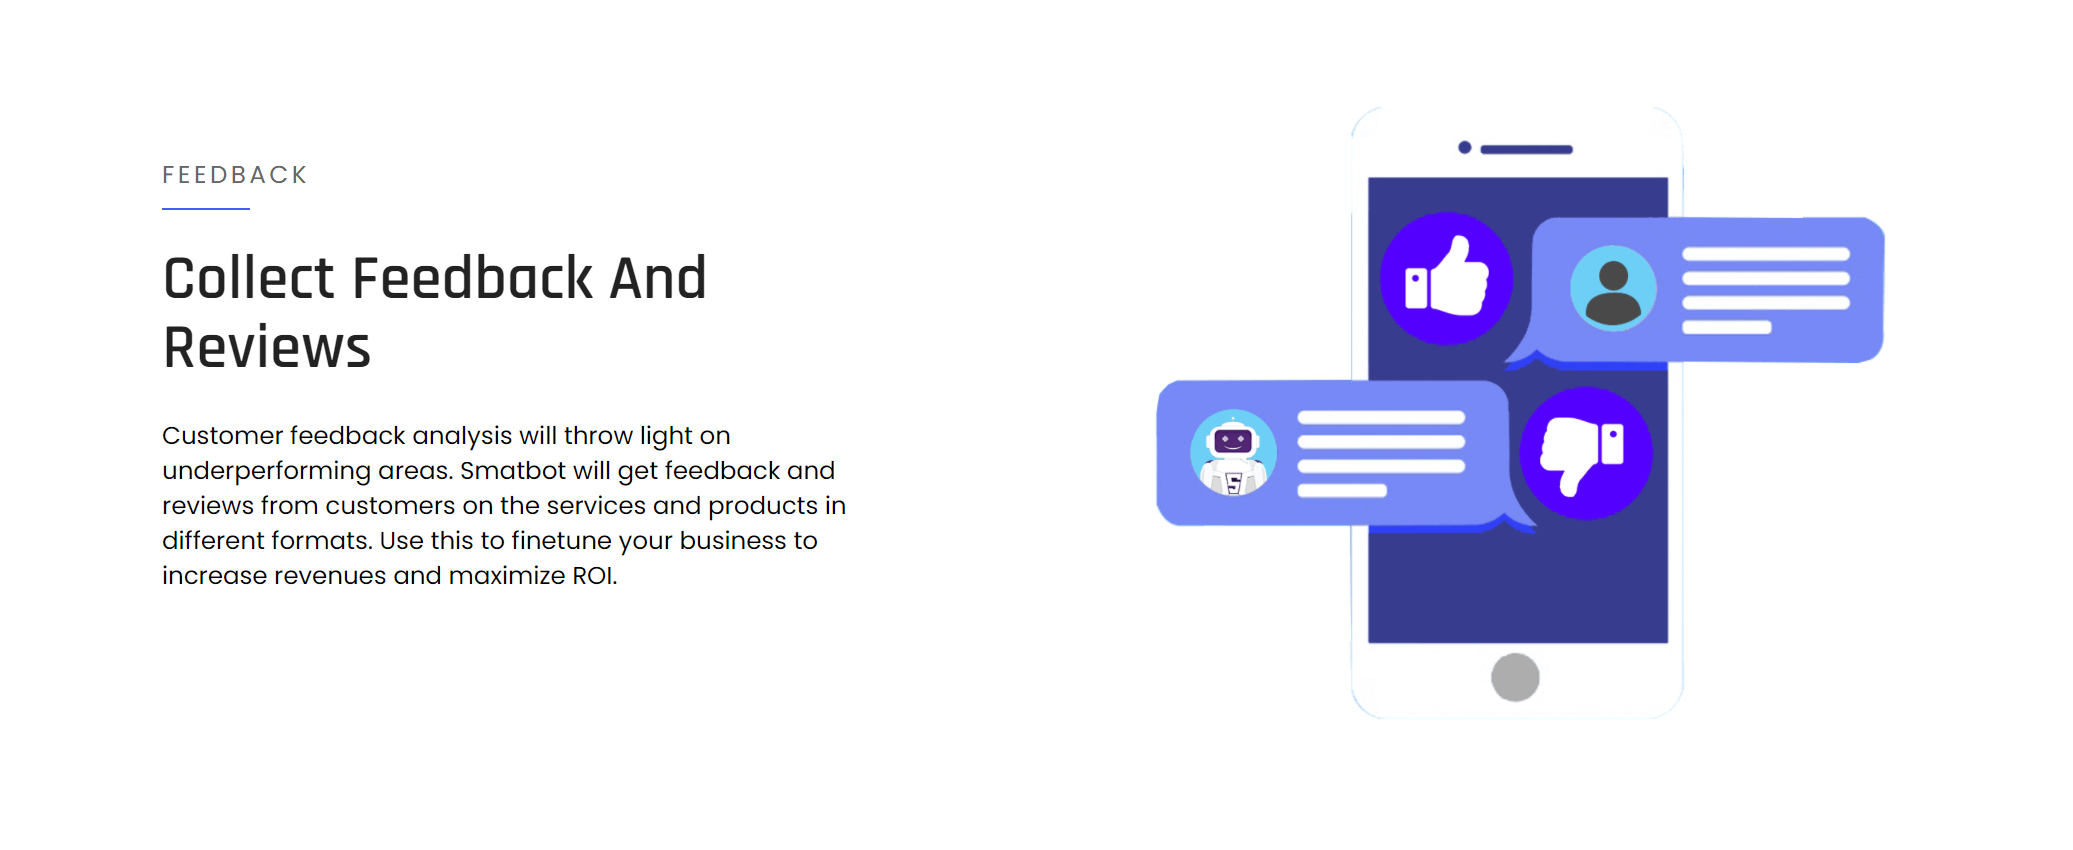 FEEDBACK
Collect Feedback And
Reviews
Customer feedback analysis will throw light on
underperforming areas. Smatbot will get feedback and
reviews from customers on the services and products in
different formats. Use this to finetune your business to
increase revenues and maximize ROI.
S